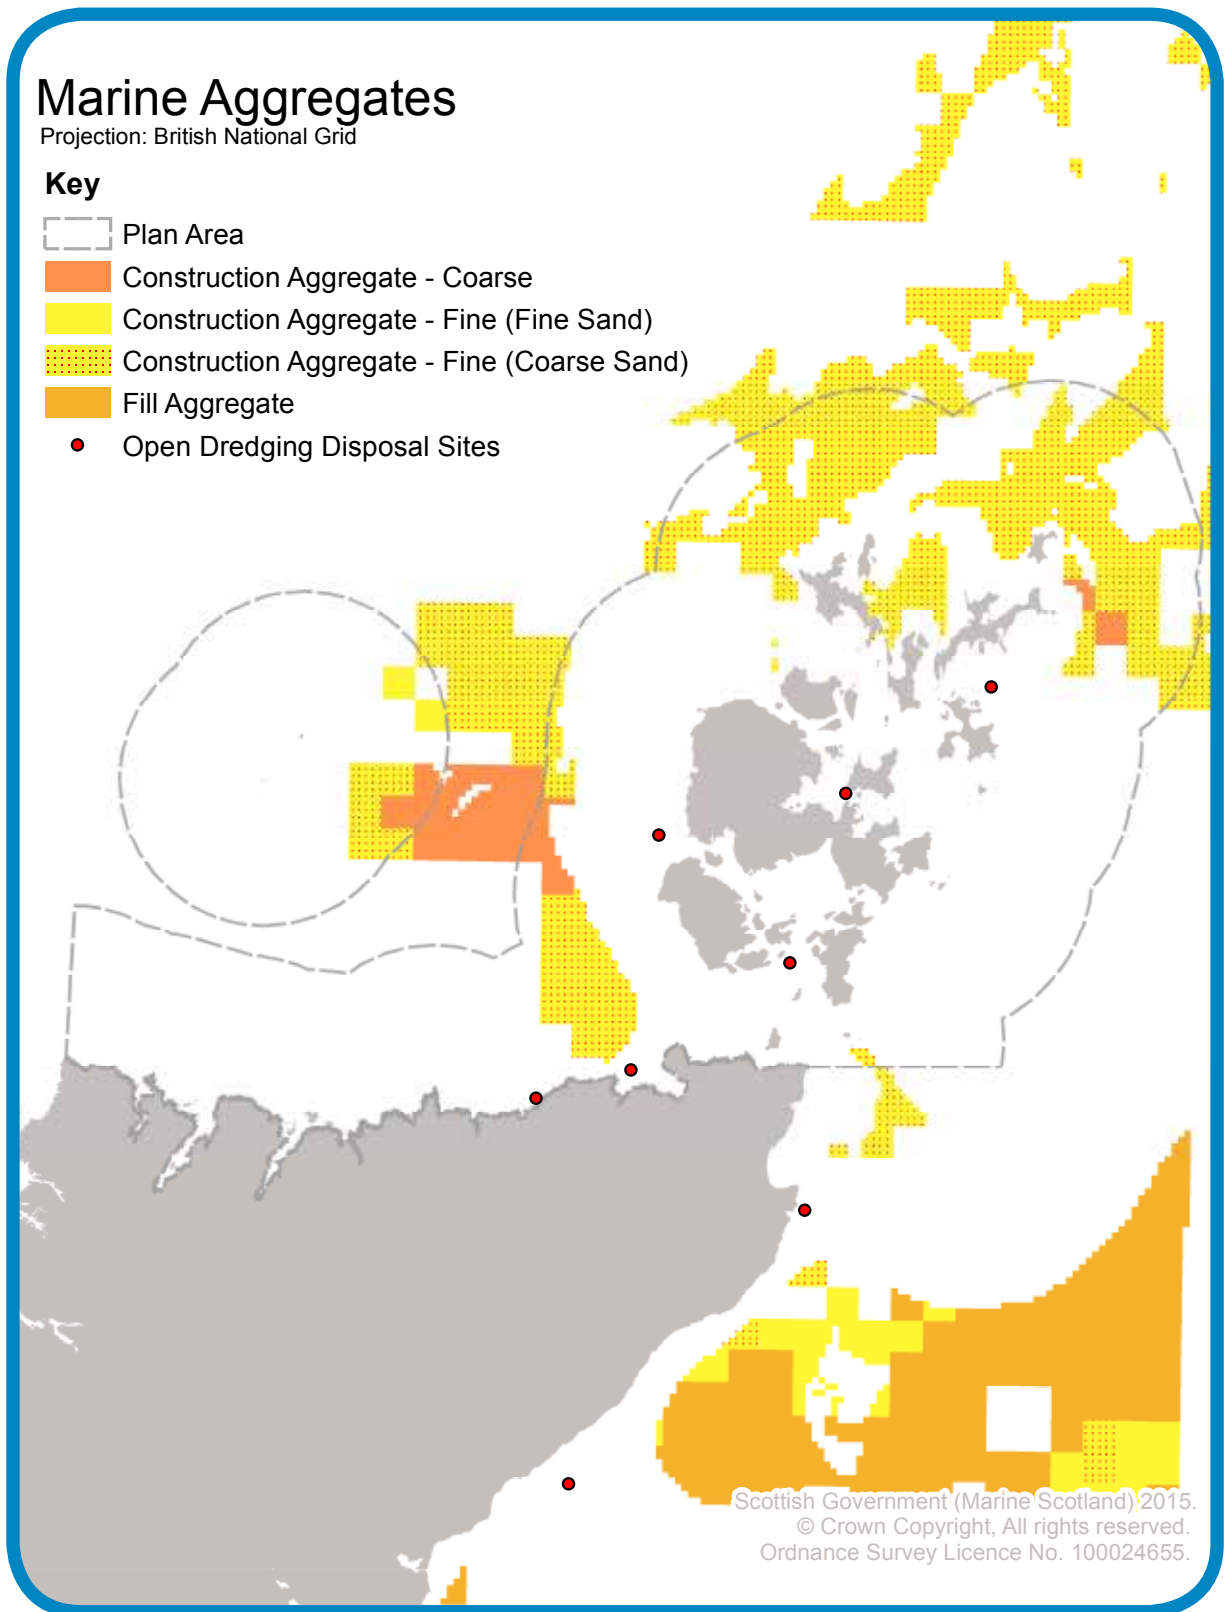 Marine Aggregates
Projection: British National Grid
Key
Plan Area
Construction Aggregate - Coarse
Construction Aggregate - Fine (Fine Sand)
Construction Aggregate - Fine (Coarse Sand)
Fill Aggregate
Open Dredging Disposal Sites
Scottish Government (Marine Scotland) 2015.
© Crown Copyright, All rights reserved.
Ordnance Survey Licence No. 100024655.